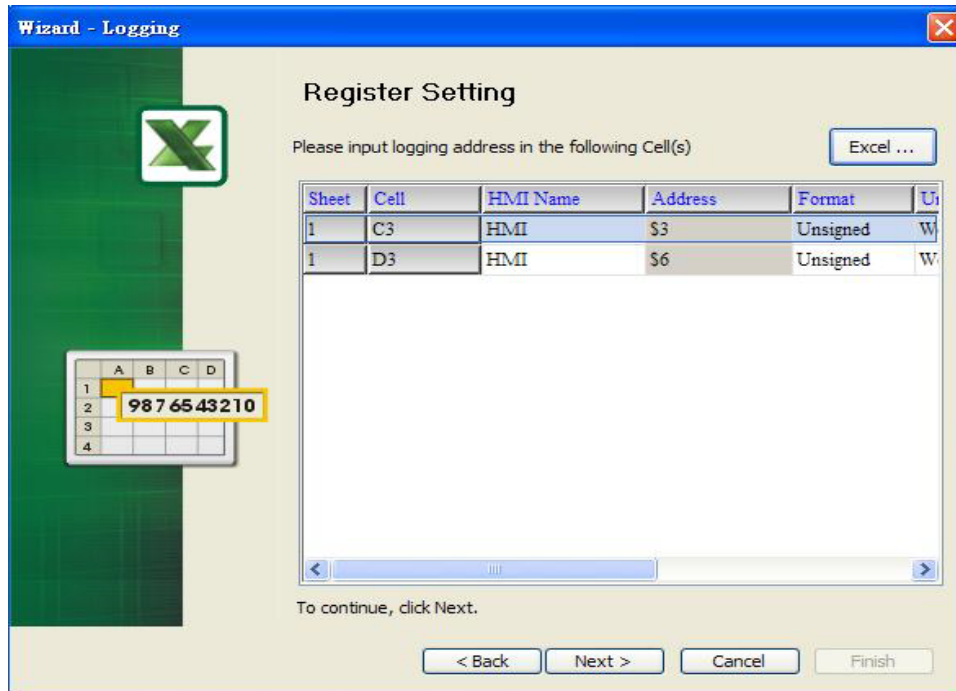 Wizard - Logging
Register Setting
Please input logging address in the following Cell(s)
Excel ...
Sheet Cell HMI Name Address Format
1 C3 HMI $3 Unsigned
1 D3 HMI $6 Unsigned
A B C D
1
2 9876543210
3
4
To continue, click Next.
< Back Next > Cancel Finish